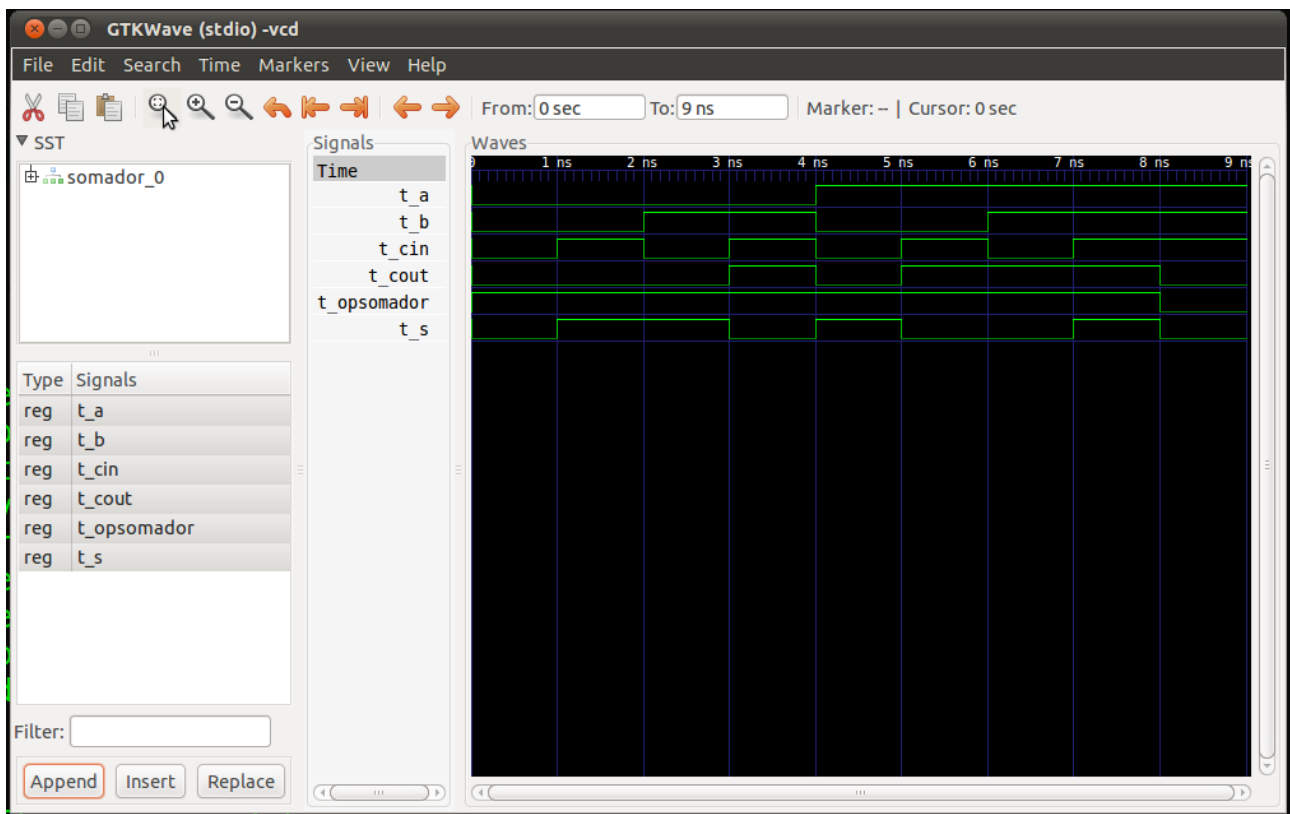 GTKWave (stdio) -vcd
File Edit Search Time Markers View Help
From: 0 sec To: 9 ns Marker: -- | Cursor: 0 sec
SST
somador_0
Type Signals
reg t_a
reg t_b
reg t_cin
reg t_cout
reg t_opsomador
reg t_s
Filter:
Append Insert Replace
Signals
Time
t_a
t_b
t_cin
t_cout
t_opsomador
t_s
Waves
0 1 ns 2 ns 3 ns 4 ns 5 ns 6 ns 7 ns 8 ns 9 ns